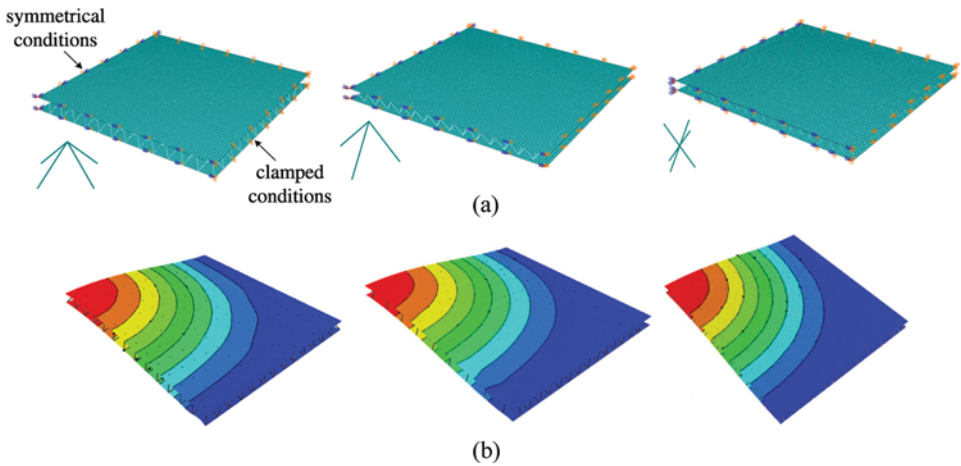 symmetrical
conditions
clamped
conditions
(a)
(b)